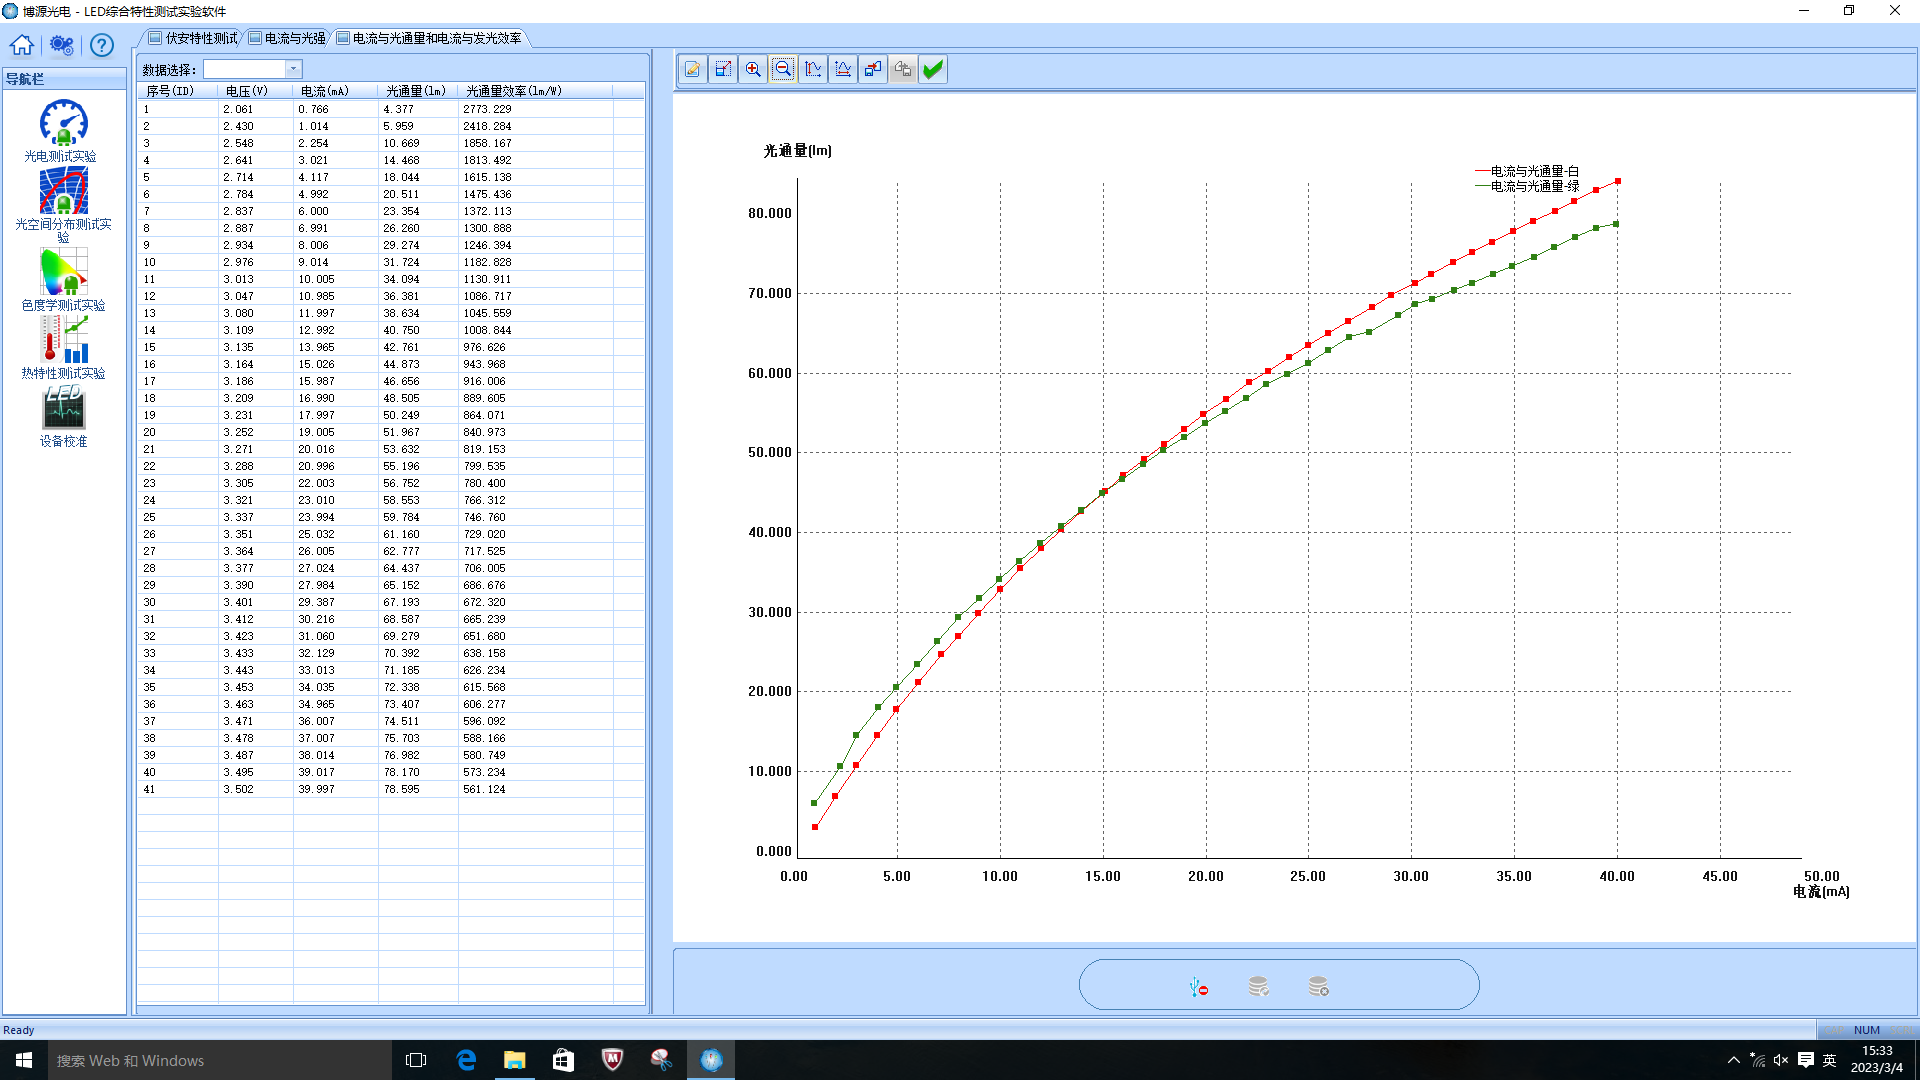 博源光电 - LED综合特性测试实验软件
伏安特性测试 电流与光强 电流与光通量和电流与发光效率
导航栏
光电测试实验
光空间分布测试实
验
色度学测试实验
热特性测试实验
LED
设备校准
数据选择:
序号(ID) 电压(V) 电流(mA) 光通量(lm) 光通量效率(lm/W)
1 2.061 0.766 4.377 2773.229
2 2.430 1.014 5.959 2418.284
3 2.548 2.254 10.669 1858.167
4 2.641 3.021 14.468 1813.492
5 2.714 4.117 18.044 1615.138
6 2.784 4.992 20.511 1475.436
7 2.837 6.000 23.354 1372.113
8 2.887 6.991 26.260 1300.888
9 2.934 8.006 29.274 1246.394
10 2.976 9.014 31.724 1182.828
11 3.013 10.005 34.094 1130.911
12 3.047 10.985 36.381 1086.717
13 3.080 11.997 38.634 1045.559
14 3.109 12.992 40.750 1008.844
15 3.135 13.965 42.761 976.626
16 3.164 15.026 44.873 943.968
17 3.186 15.987 46.656 916.006
18 3.209 16.990 48.505 889.605
19 3.231 17.997 50.249 864.071
20 3.252 19.005 51.967 840.973
21 3.271 20.016 53.632 819.153
22 3.288 20.996 55.196 799.535
23 3.305 22.003 56.752 780.400
24 3.321 23.010 58.553 766.312
25 3.337 23.994 59.784 746.760
26 3.351 25.032 61.160 729.020
27 3.364 26.005 62.777 717.525
28 3.377 27.024 64.437 706.005
29 3.390 27.984 65.152 686.676
30 3.401 29.387 67.193 672.320
31 3.412 30.216 68.587 665.239
32 3.423 31.060 69.279 651.680
33 3.433 32.129 70.392 638.158
34 3.443 33.013 71.185 626.234
35 3.453 34.035 72.338 615.568
36 3.463 34.965 73.407 606.277
37 3.471 36.007 74.511 596.092
38 3.478 37.007 75.703 588.166
39 3.487 38.014 76.982 580.749
40 3.495 39.017 78.170 573.234
41 3.502 39.997 78.595 561.124
光通量(lm)
电流与光通量-白
电流与光通量-绿
80.000
70.000
60.000
50.000
40.000
30.000
20.000
10.000
0.000
0.00 5.00 10.00 15.00 20.00 25.00 30.00 35.00 40.00 45.00 50.00
电流(mA)
Ready
NUM
搜索 Web 和 Windows
英
15:33
2023/3/4